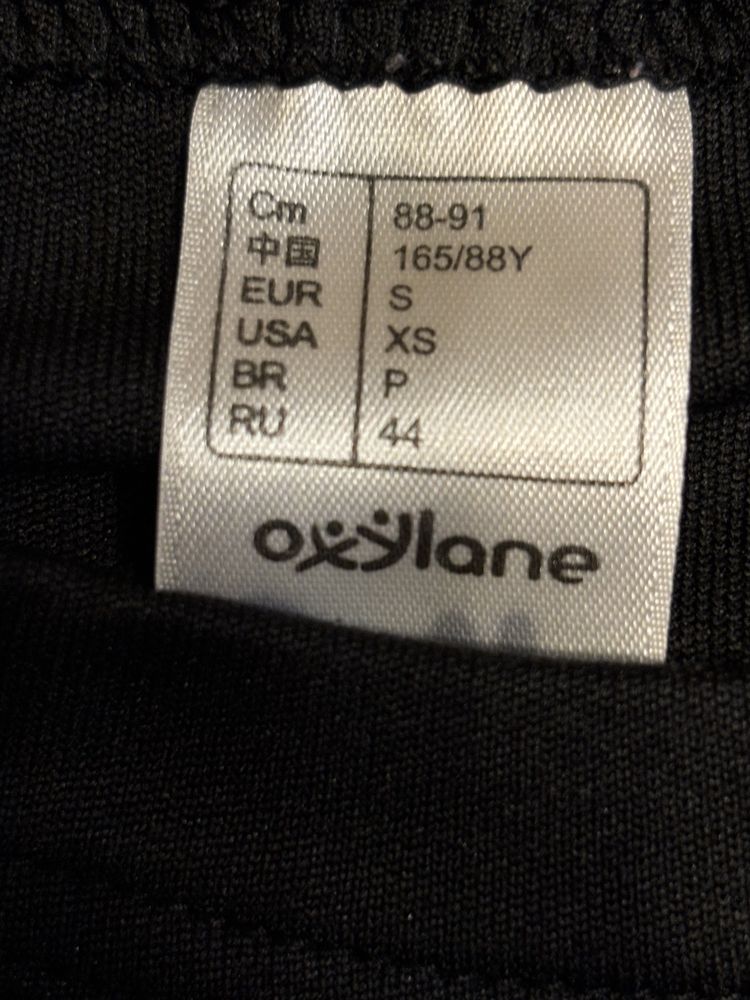 Cm 88-91
中国 165/88Y
EUR S
USA XS
BR P
RU 44
oxylane